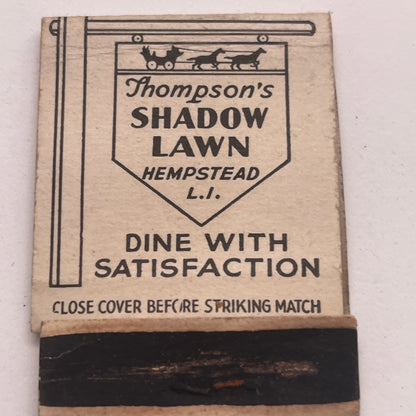 Thompson's
SHADOW
LAWN
HEMPSTEAD
L.I.
DINE WITH
SATISFACTION
CLOSE COVER BEFORE STRIKING MATCH